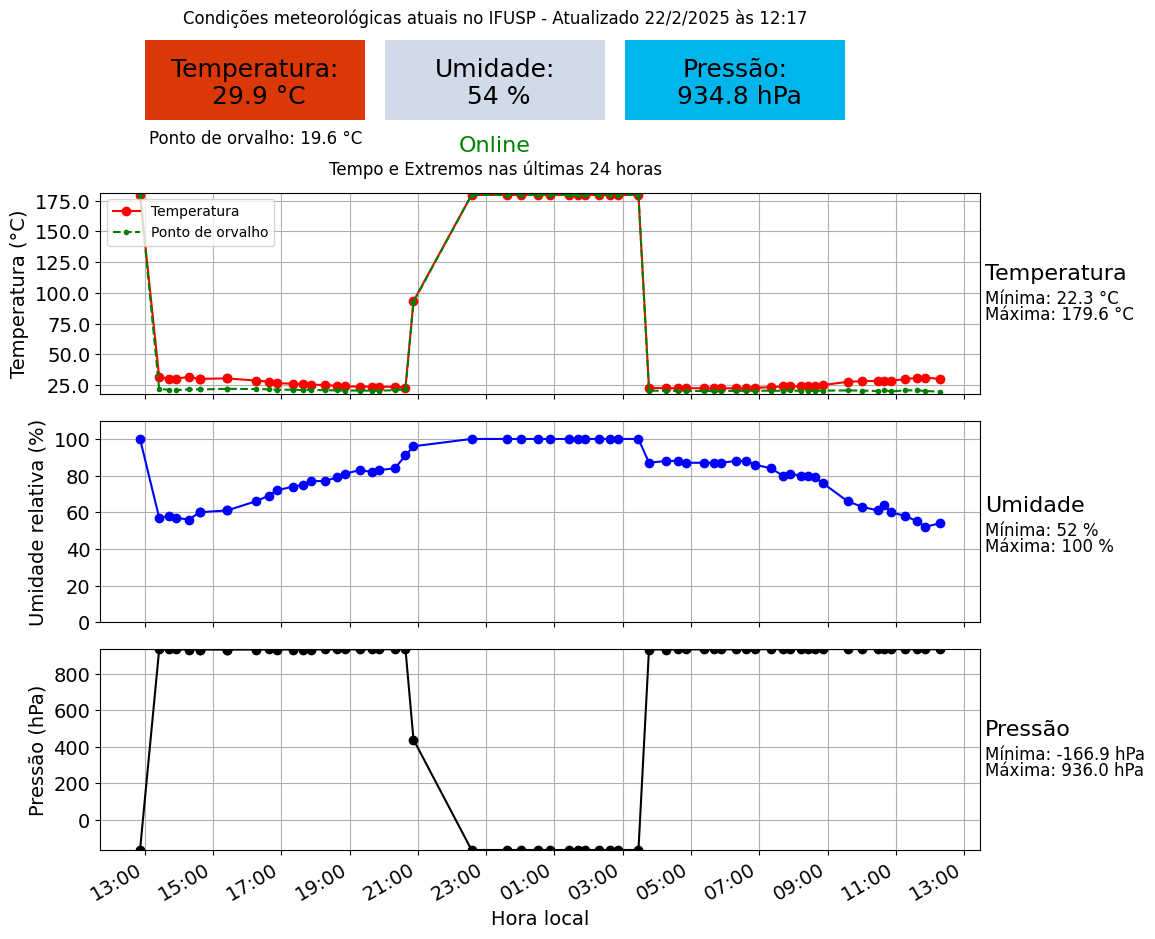 Condições meteorológicas atuais no IFUSP - Atualizado 22/2/2025 às 12:17
Temperatura:
29.9 °C
Umidade:
54 %
Pressão:
934.8 hPa
Ponto de orvalho: 19.6 °C
Online
Tempo e Extremos nas últimas 24 horas
Temperatura (°C)
175.0
150.0
125.0
100.0
75.0
50.0
25.0
Temperatura
Ponto de orvalho
Temperatura
Mínima: 22.3 °C
Máxima: 179.6 °C
Umidade relativa (%)
100
80
60
40
20
0
Umidade
Mínima: 52 %
Máxima: 100 %
Pressão (hPa)
800
600
400
200
0
Pressão
Mínima: -166.9 hPa
Máxima: 936.0 hPa
13:00 15:00 17:00 19:00 21:00 23:00 01:00 03:00 05:00 07:00 09:00 11:00 13:00
Hora local